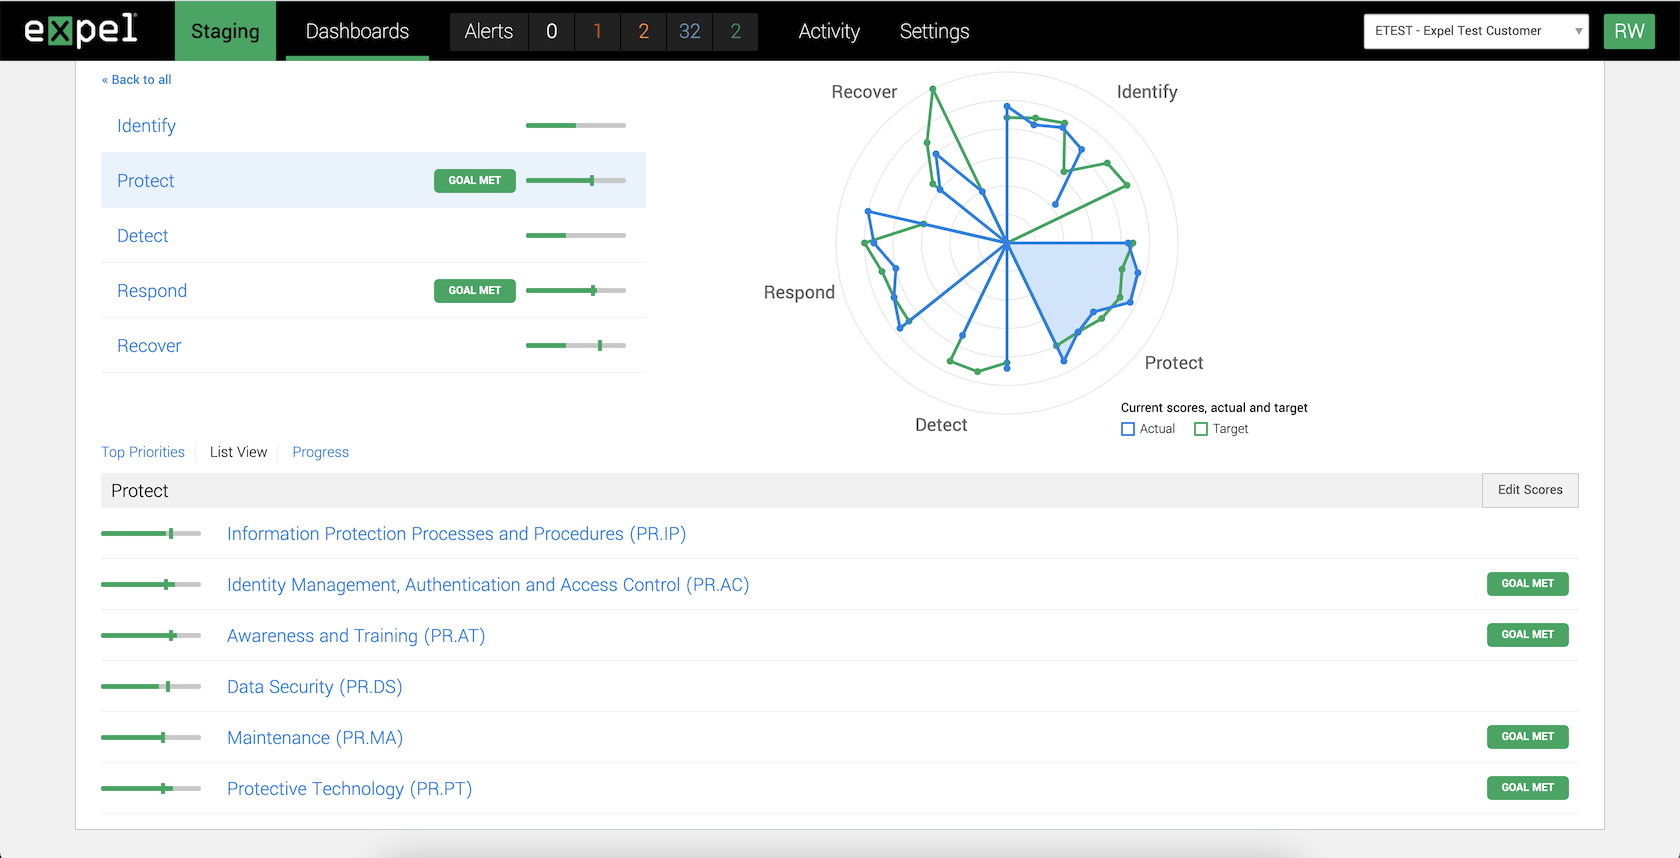 expel
Staging
Dashboards
Alerts 0 1 2 32 2
Activity
Settings
ETEST - Expel Test Customer
RW
« Back to all
Identify
Protect GOAL MET
Detect
Respond GOAL MET
Recover
Recover
Identify
Respond
Protect
Detect
Current scores, actual and target
Actual Target
Top Priorities List View Progress
Protect Edit Scores
Information Protection Processes and Procedures (PR.IP)
Identity Management, Authentication and Access Control (PR.AC) GOAL MET
Awareness and Training (PR.AT) GOAL MET
Data Security (PR.DS)
Maintenance (PR.MA) GOAL MET
Protective Technology (PR.PT) GOAL MET